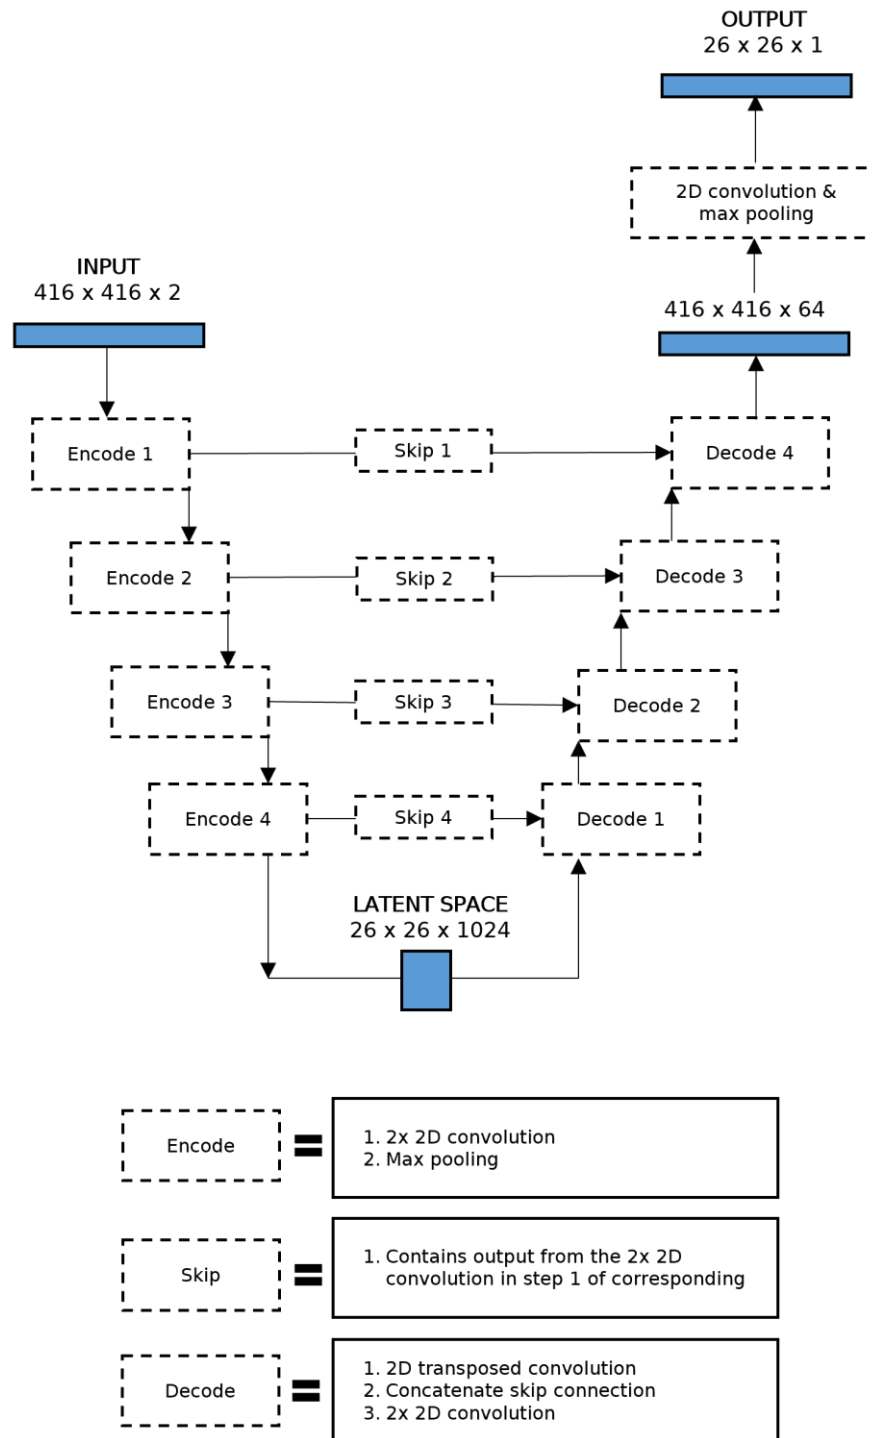 OUTPUT
26 x 26 x 1
2D convolution &
max pooling
INPUT
416 x 416 x 2
416 x 416 x 64
Encode 1
Skip 1
Decode 4
Encode 2
Skip 2
Decode 3
Encode 3
Skip 3
Decode 2
Encode 4
Skip 4
Decode 1
LATENT SPACE
26 x 26 x 1024
Encode
=
1. 2x 2D convolution
2. Max pooling
Skip
=
1. Contains output from the 2x 2D
convolution in step 1 of corresponding
Decode
=
1. 2D transposed convolution
2. Concatenate skip connection
3. 2x 2D convolution